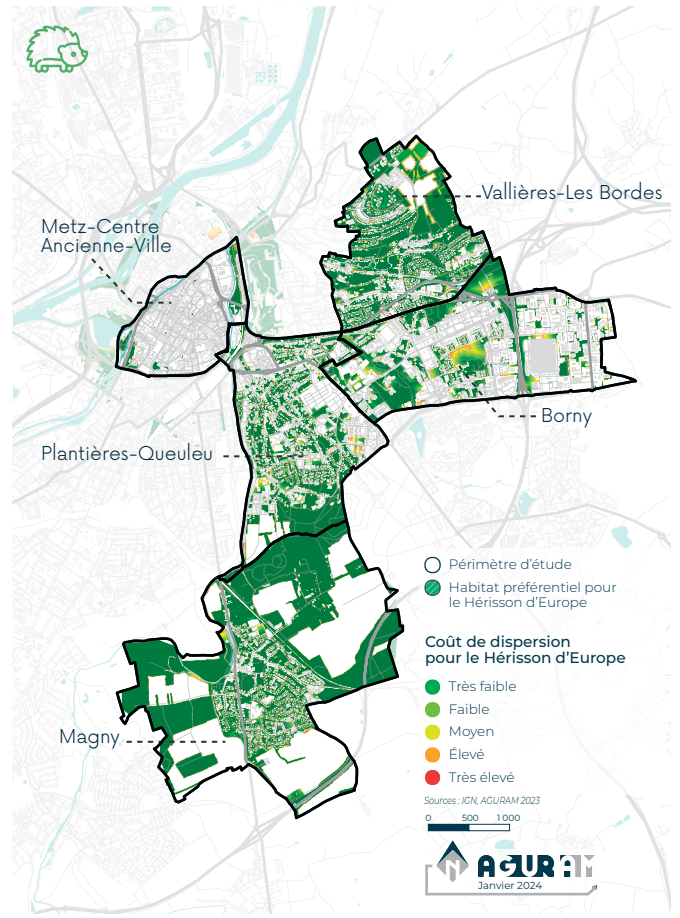 Vallières-Les Bordes
Metz-Centre
Ancienne-Ville
Borny
Plantières-Queuleu
Périmètre d'étude
Habitat préférentiel pour
le Hérisson d'Europe
Coût de dispersion
pour le Hérisson d'Europe
Très faible
Faible
Moyen
Élevé
Très élevé
Magny
Sources : IGN, AGURAM 2023
0 500 1 000
N
AGURAM
Janvier 2024